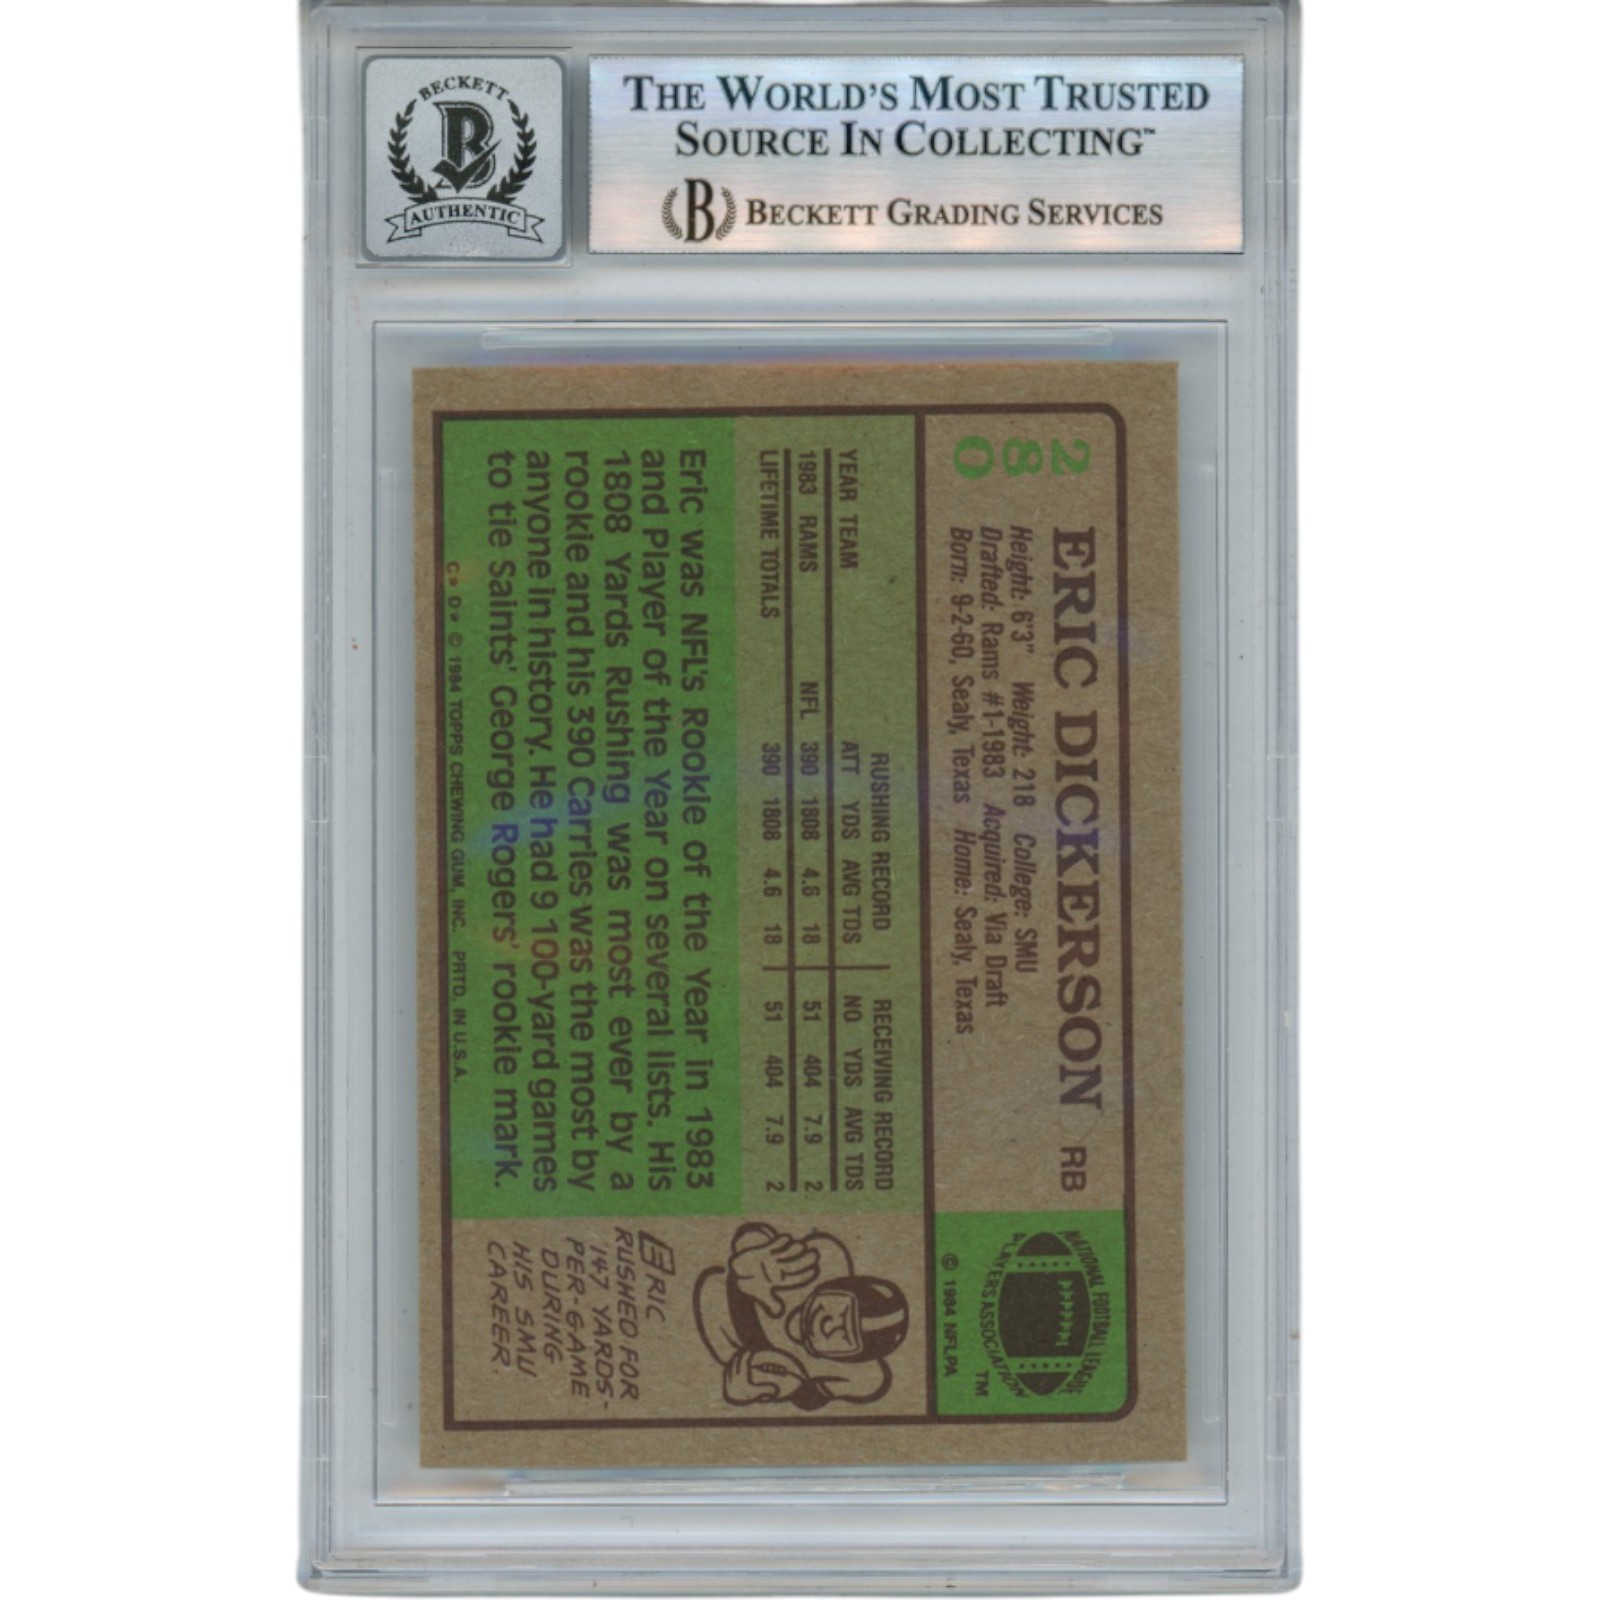 BECKETT
AUTHENTIC
THE WORLD'S MOST TRUSTED
SOURCE IN COLLECTING™
B BECKETT GRADING SERVICES
280
ERIC DICKERSON RB
Height: 6'3" Weight: 218 College: SMU
Drafted: Rams #1-1983 Acquired: Via Draft
Born: 9-2-60, Sealy, Texas Home: Sealy, Texas
NATIONAL FOOTBALL LEAGUE
PLAYERS ASSOCIATION
TM
© 1984 NFLPA
RUSHING RECORD RECEIVING RECORD
YEAR TEAM ATT YDS AVG TDS NO YDS AVG TDS
1983 RAMS NFL 390 1808 4.6 18 51 404 7.9 2
LIFETIME TOTALS 390 1808 4.6 18 51 404 7.9 2
Eric was NFL's Rookie of the Year in 1983
and Player of the Year on several lists. His
1808 Yards Rushing was most ever by a
rookie and his 390 Carries was the most by
anyone in history. He had 9 100-yard games
to tie Saints' George Rogers' rookie mark.
ERIC
RUSHED FOR
147 YARDS-
PER-GAME
DURING
HIS SMU
CAREER.
C* D* © 1984 TOPPS CHEWING GUM, INC. PRTD. IN U.S.A.